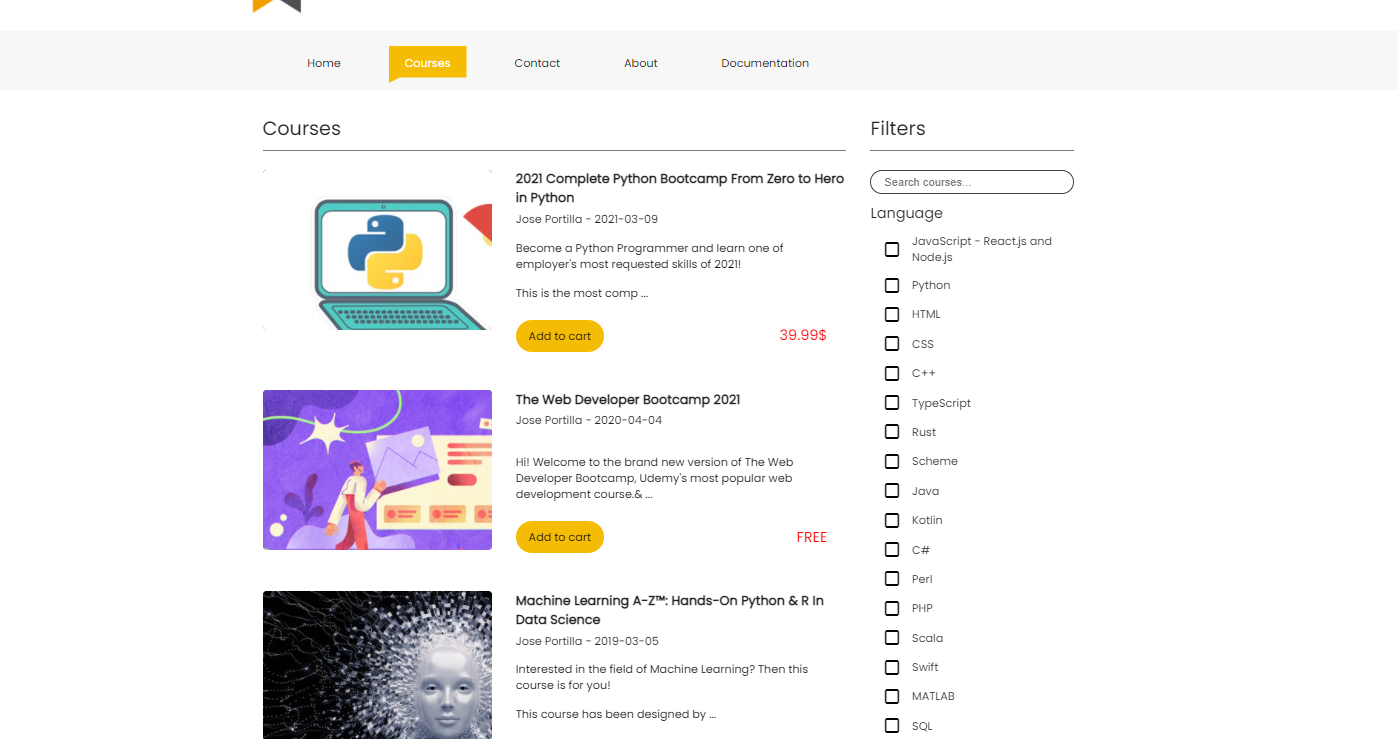 Home
Courses
Contact
About
Documentation
Courses
2021 Complete Python Bootcamp From Zero to Hero
in Python
Jose Portilla - 2021-03-09
Become a Python Programmer and learn one of
employer's most requested skills of 2021!
This is the most comp ...
Add to cart
39.99$
The Web Developer Bootcamp 2021
Jose Portilla - 2020-04-04
Hi! Welcome to the brand new version of The Web
Developer Bootcamp, Udemy's most popular web
development course.& ...
Add to cart
FREE
Machine Learning A-Z™: Hands-On Python & R In
Data Science
Jose Portilla - 2019-03-05
Interested in the field of Machine Learning? Then this
course is for you!
This course has been designed by ...
Filters
Search courses...
Language
JavaScript - React.js and
Node.js
Python
HTML
CSS
C++
TypeScript
Rust
Scheme
Java
Kotlin
C#
Perl
PHP
Scala
Swift
MATLAB
SQL